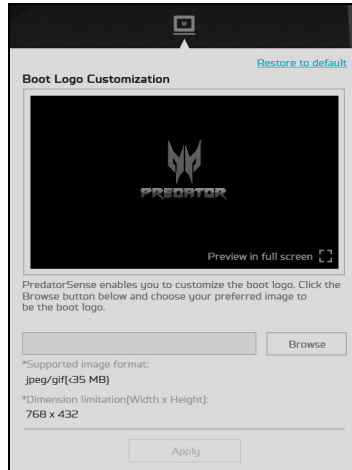 Restore to default
Boot Logo Customization
PREDATOR
Preview in full screen
PredatorSense enables you to customize the boot logo. Click the
Browse button below and choose your preferred image to
be the boot logo.
Browse
*Supported image format:
jpeg/gif(<35 MB)
*Dimension limitation(Width x Height):
768 x 432
Apply